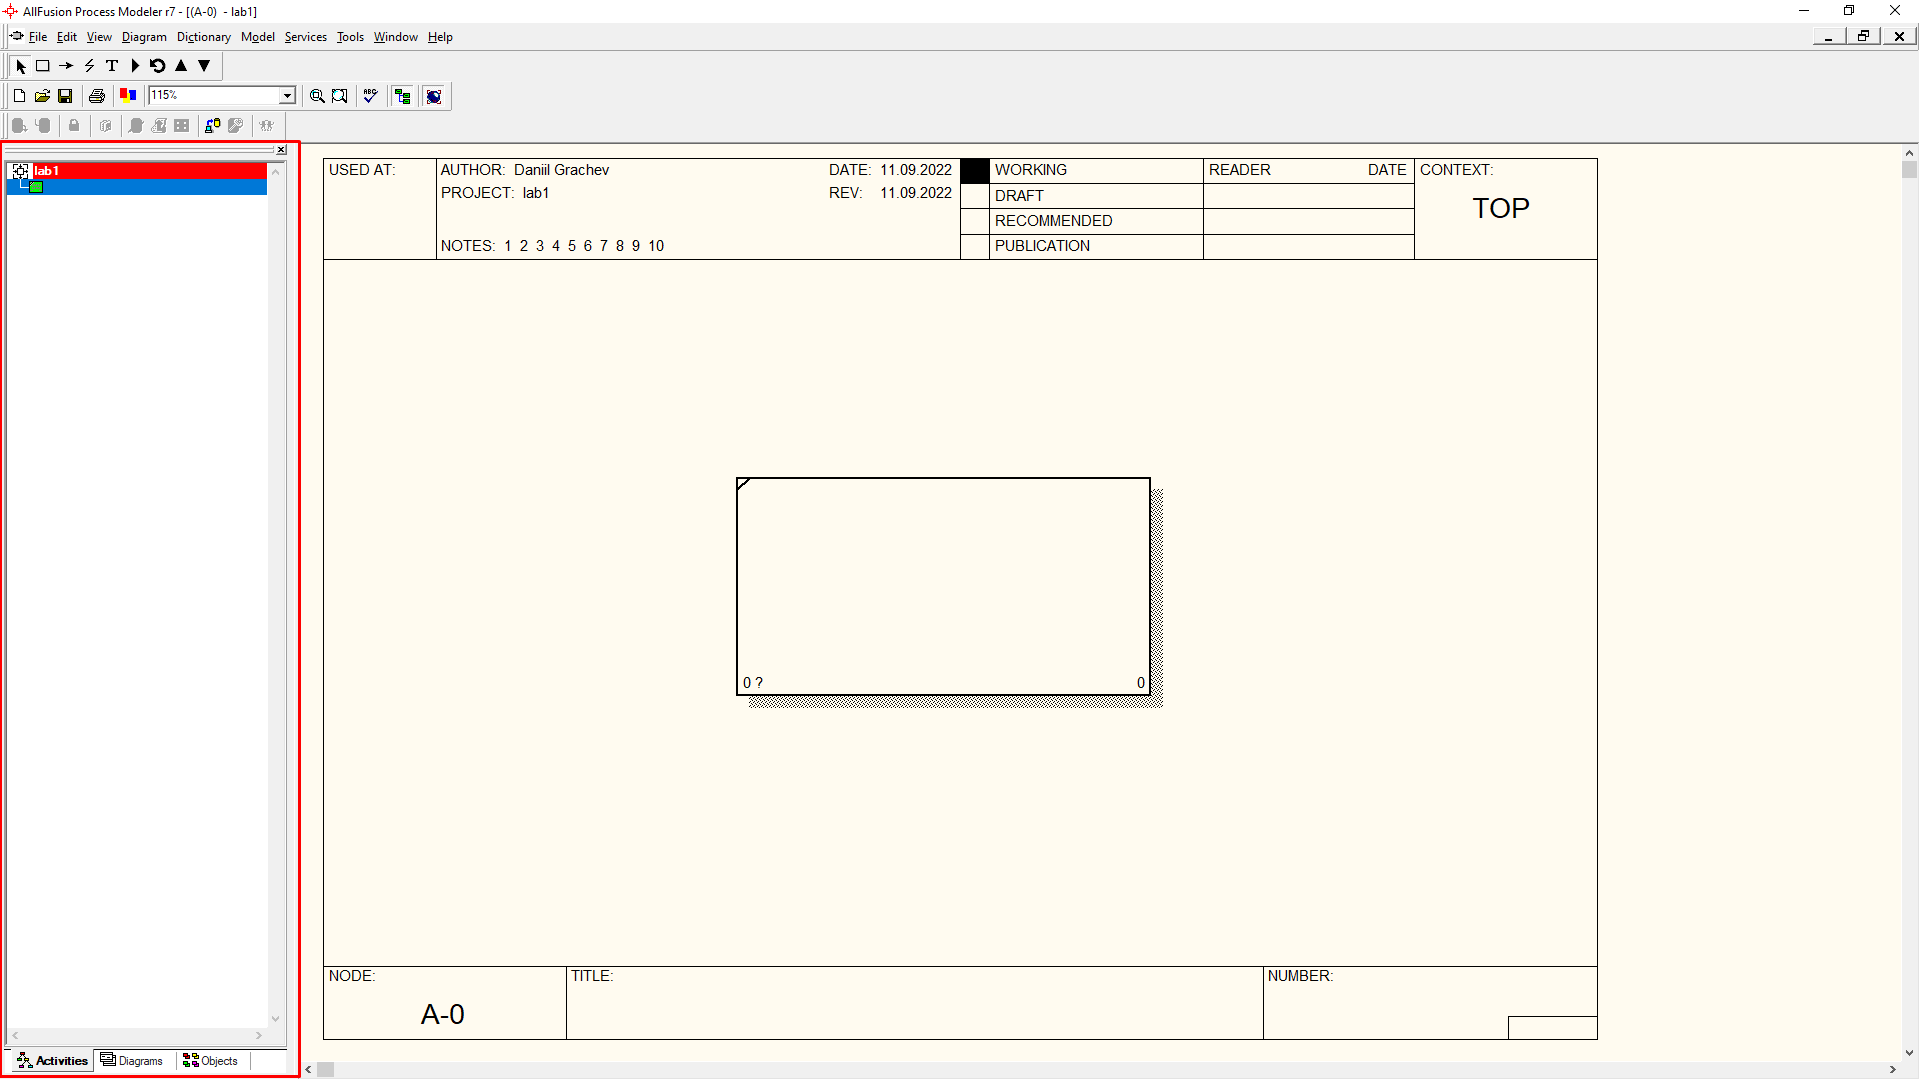 AllFusion Process Modeler r7 - [(A-0)  - lab1]
File Edit View Diagram Dictionary Model Services Tools Window Help
T
115%
ABC
lab1
USED AT:
AUTHOR: Daniil Grachev
DATE: 11.09.2022
PROJECT: lab1
REV: 11.09.2022
NOTES: 1 2 3 4 5 6 7 8 9 10
WORKING
DRAFT
RECOMMENDED
PUBLICATION
READER DATE
CONTEXT:
TOP
0 ?
0
NODE:
A-0
TITLE:
NUMBER:
Activities Diagrams Objects